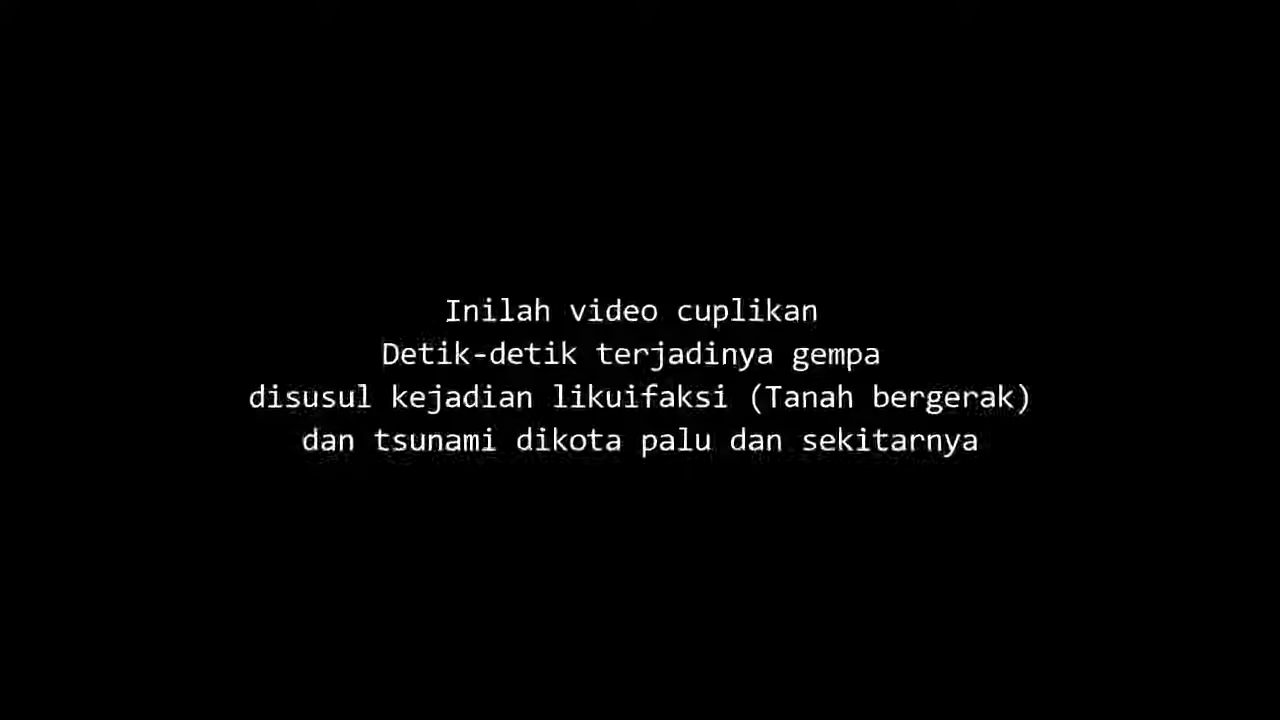 Inilah video cuplikan
Detik-detik terjadinya gempa
disusul kejadian likuifaksi (Tanah bergerak)
dan tsunami dikota palu dan sekitarnya